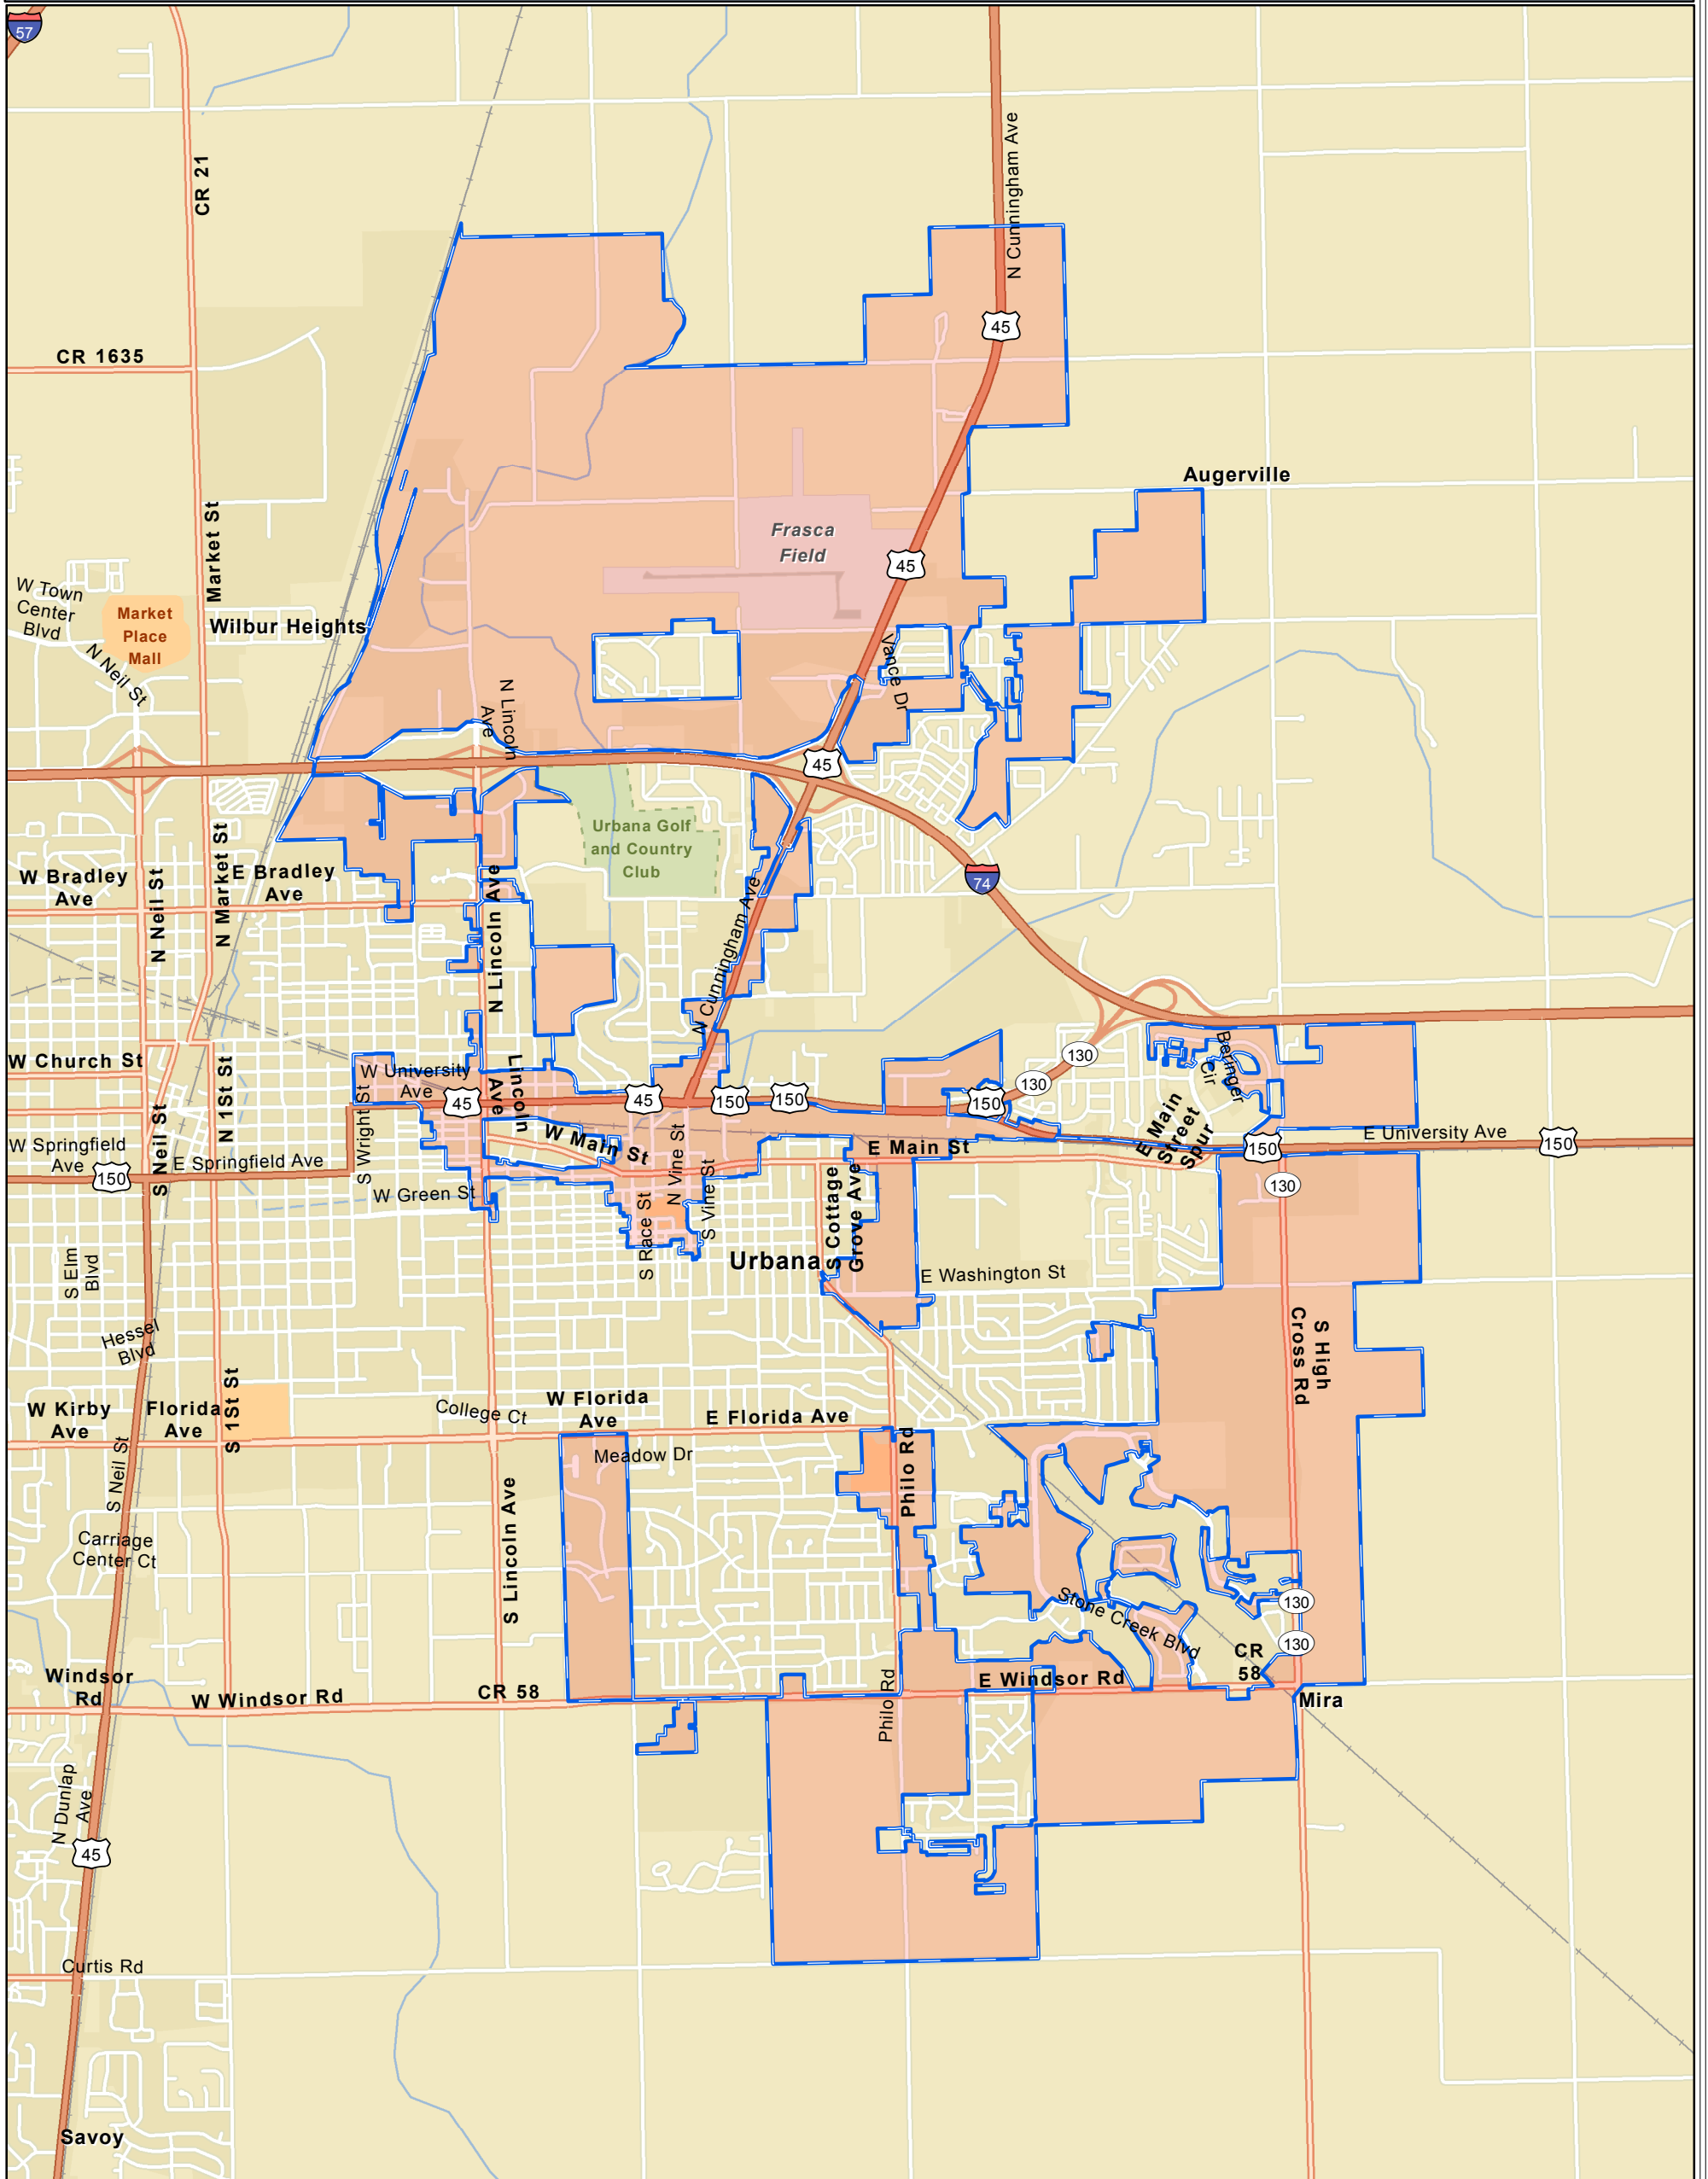 57
N Cunningham Ave
CR 21
45
CR 1635
Augerville
Market St
Frasca
Field
45
W Town
Center
Blvd
Market
Place
Mall
Wilbur Heights
N Neil St
Vance Dr
N Lincoln
Ave
45
Urbana Golf
and Country
Club
74
W Bradley
Ave
E Bradley
Ave
N Neil St
N Market St
N Lincoln Ave
N Cunningham Ave
W Church St
N 1St St
W University
Ave
Lincoln
Ave
130
130
Beringer
Cir
45
45
150
150
150
S Wright St
W Springfield
Ave
150
S Neil St
E Springfield Ave
W Main St
N Vine St
E Main St
E Main
Street
Spur
150
E University Ave
150
130
W Green St
S Race St
S Vine St
S Cottage
Grove Ave
Urbana
E Washington St
S Elm
Blvd
Hessel
Blvd
S High
Cross Rd
W Kirby
Ave
Florida
Ave
S 1St St
College Ct
W Florida
Ave
E Florida Ave
Meadow Dr
Philo Rd
S Neil St
S Lincoln Ave
Carriage
Center Ct
Stone Creek Blvd
130
130
CR
58
Windsor
Rd
W Windsor Rd
CR 58
E Windsor Rd
Mira
Philo Rd
N Dunlap
Ave
45
Curtis Rd
Savoy